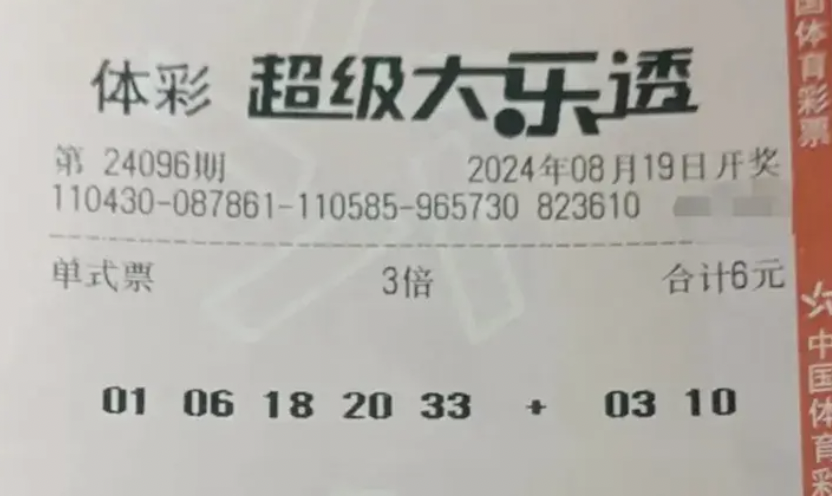 体彩 超级大乐透
第 24096期 2024年08月19日开奖
110430-087861-110585-965730 823610
单式票 3倍 合计6元
01 06 18 20 33 + 03 10
国体育彩票
中国体育彩